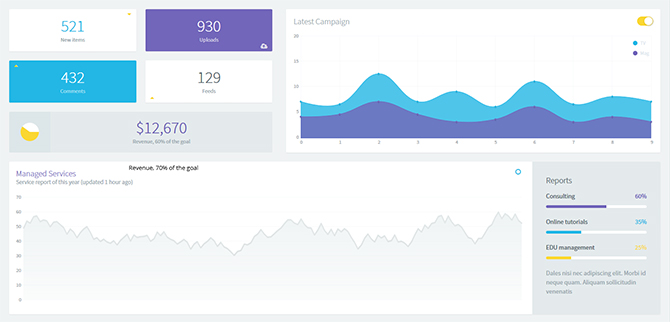 521
New items
930
Uploads
432
Comments
129
Feeds
$12,670
Revenue, 60% of the goal
Latest Campaign
20
15
10
5
0
0 1 2 3 4 5 6 7 8 9
Revenue, 70% of the goal
Managed Services
Service report of this year (updated 1 hour ago)
70
60
50
40
30
20
10
0
Reports
Consulting 60%
Online tutorials 35%
EDU management 25%
Dales nisi nec adipiscing elit. Morbi id
neque quam. Aliquam sollicitudin
venenatis